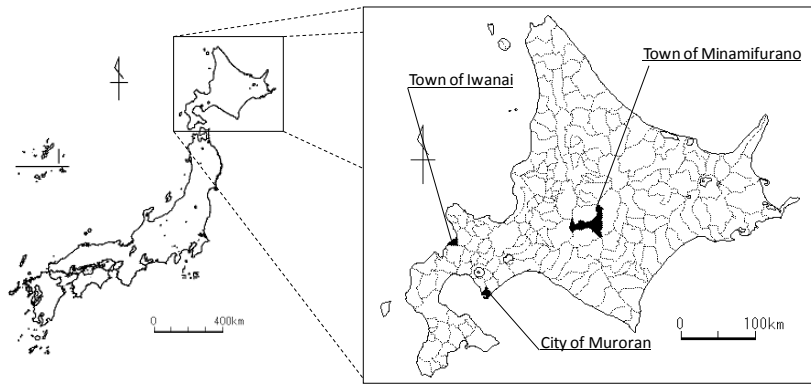 Town of Minamifurano
Town of Iwanai
City of Muroran
0 400km
0 100km